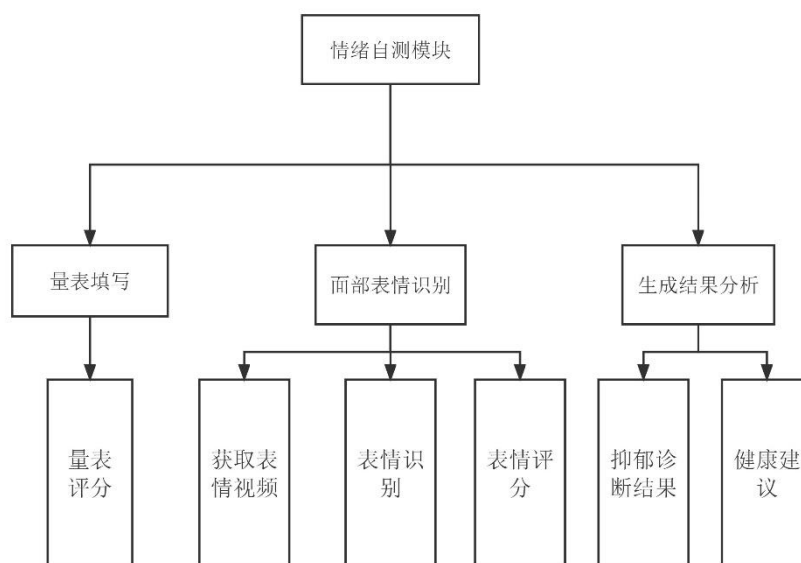 情绪自测模块
量表填写
面部表情识别
生成结果分析
量表
评分
获取表
情视频
表情识
别
表情评
分
抑郁诊
断结果
健康建
议